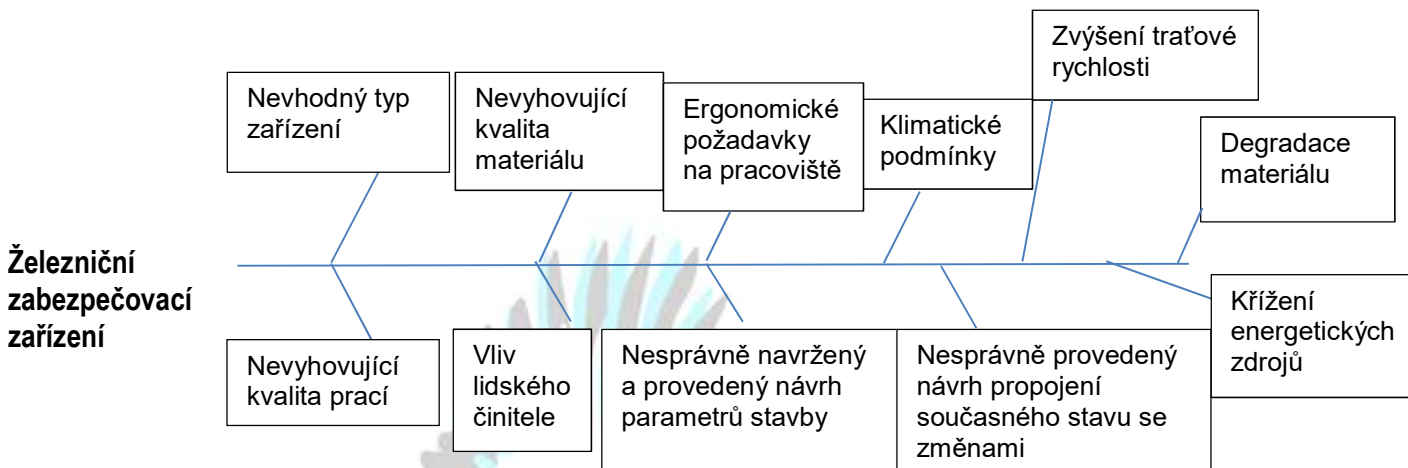 Zvýšení traťové
rychlosti
Nevhodný typ
zařízení
Nevyhovující
kvalita
materiálu
Ergonomické
požadavky
na pracoviště
Klimatické
podmínky
Degradace
materiálu
Železniční
zabezpečovací
zařízení
Nevyhovující
kvalita prací
Vliv
lidského
činitele
Nesprávně navržený
a provedený návrh
parametrů stavby
Nesprávně provedený
návrh propojení
současného stavu se
změnami
Křížení
energetických
zdrojů